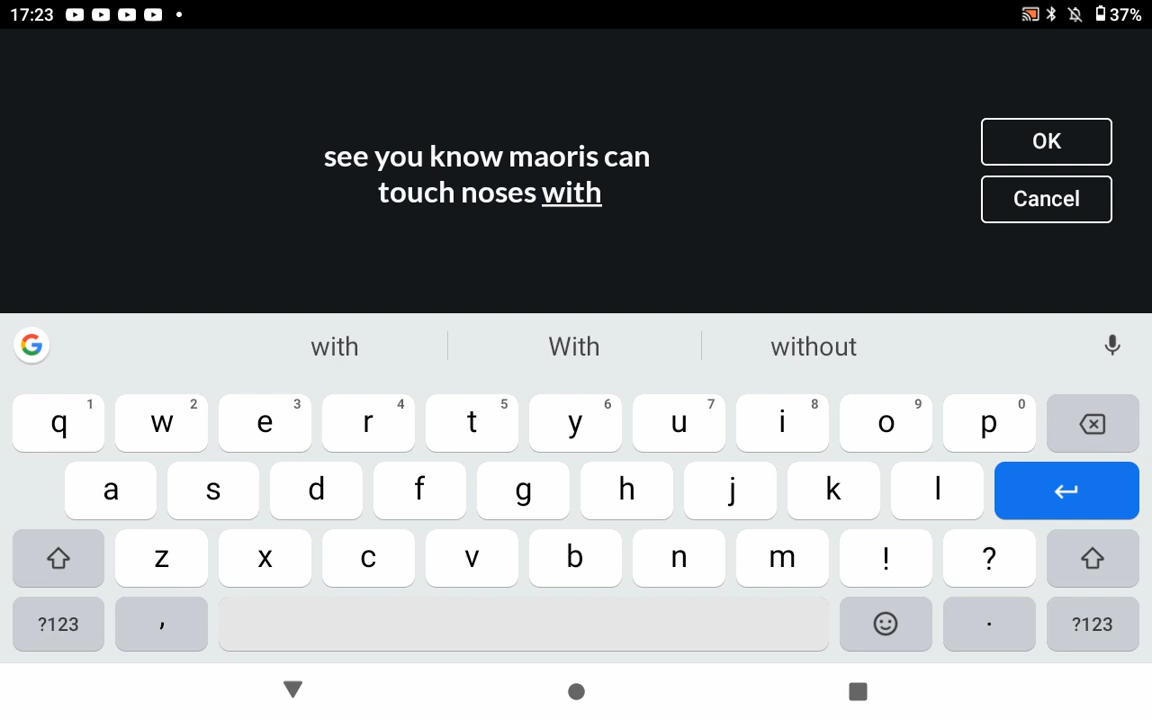 17:23
37%
see you know maoris can
touch noses with
OK
Cancel
with With without
q 1 w 2 e 3 r 4 t 5 y 6 u 7 i 8 o 9 p 0
a s d f g h j k l
z x c v b n m ! ?
?123 , . ?123